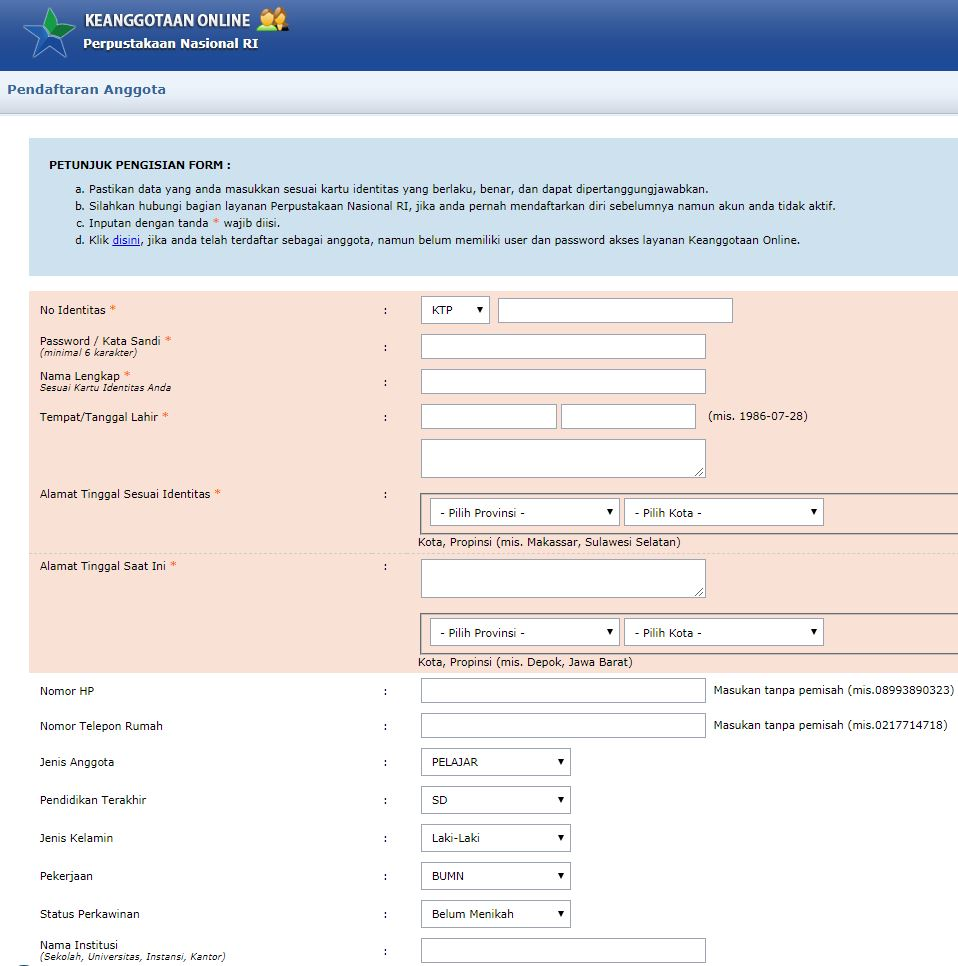 KEANGGOTAAN ONLINE
Perpustakaan Nasional RI
Pendaftaran Anggota
PETUNJUK PENGISIAN FORM :
a. Pastikan data yang anda masukkan sesuai kartu identitas yang berlaku, benar, dan dapat dipertanggungjawabkan.
b. Silahkan hubungi bagian layanan Perpustakaan Nasional RI, jika anda pernah mendaftarkan diri sebelumnya namun akun anda tidak aktif.
c. Inputan dengan tanda * wajib diisi.
d. Klik disini, jika anda telah terdaftar sebagai anggota, namun belum memiliki user dan password akses layanan Keanggotaan Online.
No Identitas * : KTP
Password / Kata Sandi *
(minimal 6 karakter) :
Nama Lengkap *
Sesuai Kartu Identitas Anda :
Tempat/Tanggal Lahir * : (mis. 1986-07-28)
Alamat Tinggal Sesuai Identitas * :
- Pilih Provinsi - - Pilih Kota -
Kota, Propinsi (mis. Makassar, Sulawesi Selatan)
Alamat Tinggal Saat Ini * :
- Pilih Provinsi - - Pilih Kota -
Kota, Propinsi (mis. Depok, Jawa Barat)
Nomor HP : Masukan tanpa pemisah (mis.08993890323)
Nomor Telepon Rumah : Masukan tanpa pemisah (mis.0217714718)
Jenis Anggota : PELAJAR
Pendidikan Terakhir : SD
Jenis Kelamin : Laki-Laki
Pekerjaan : BUMN
Status Perkawinan : Belum Menikah
Nama Institusi
(Sekolah, Universitas, Instansi, Kantor) :